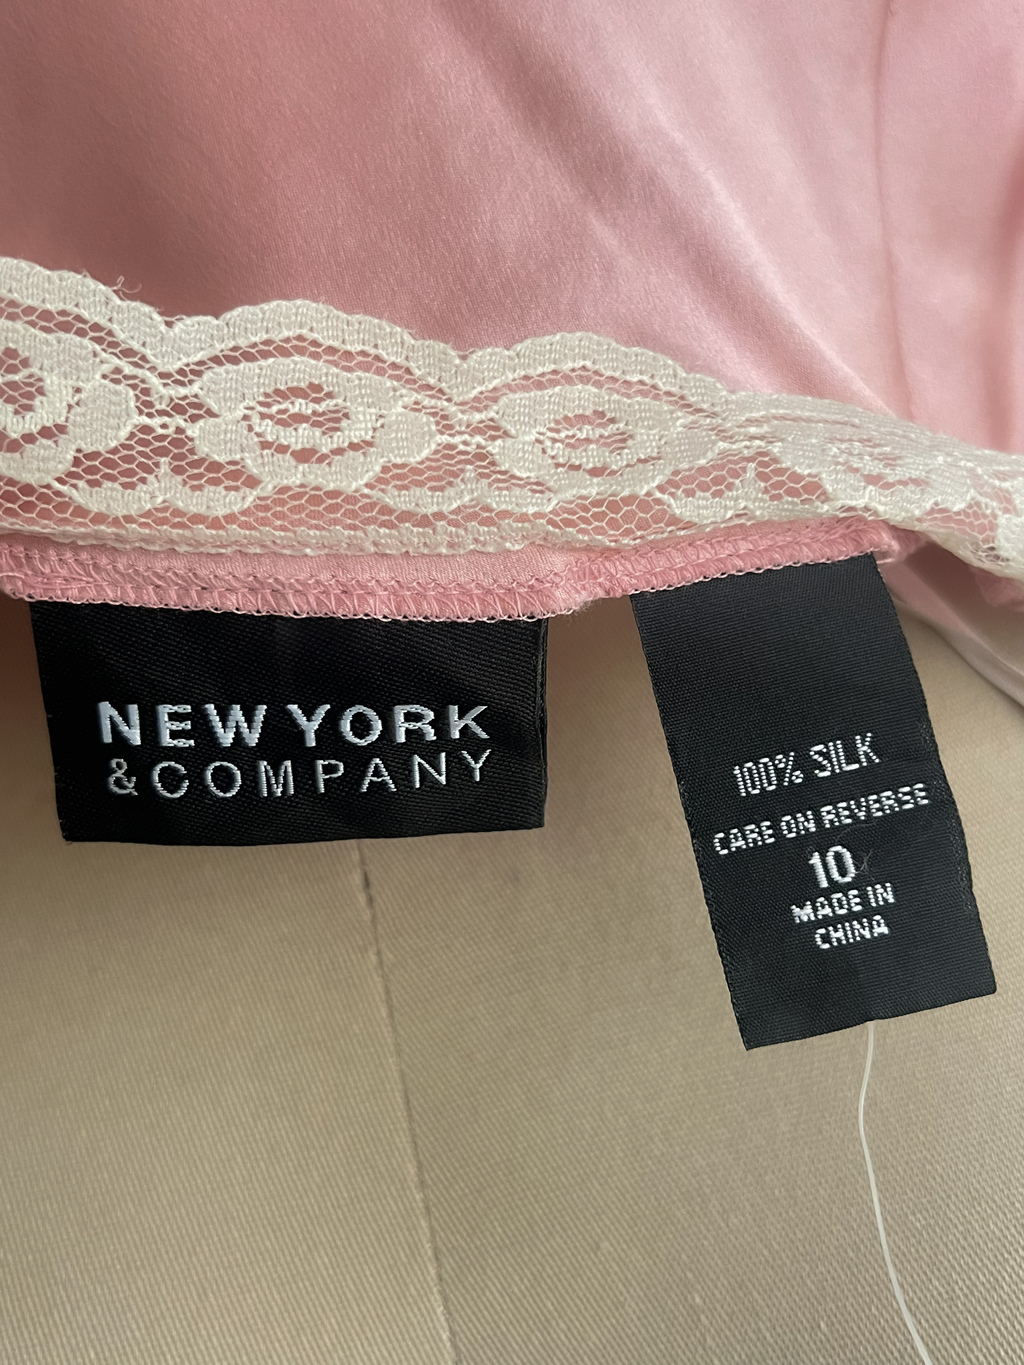 NEW YORK
& COMPANY
100% SILK
CARE ON REVERSE
10
MADE IN
CHINA